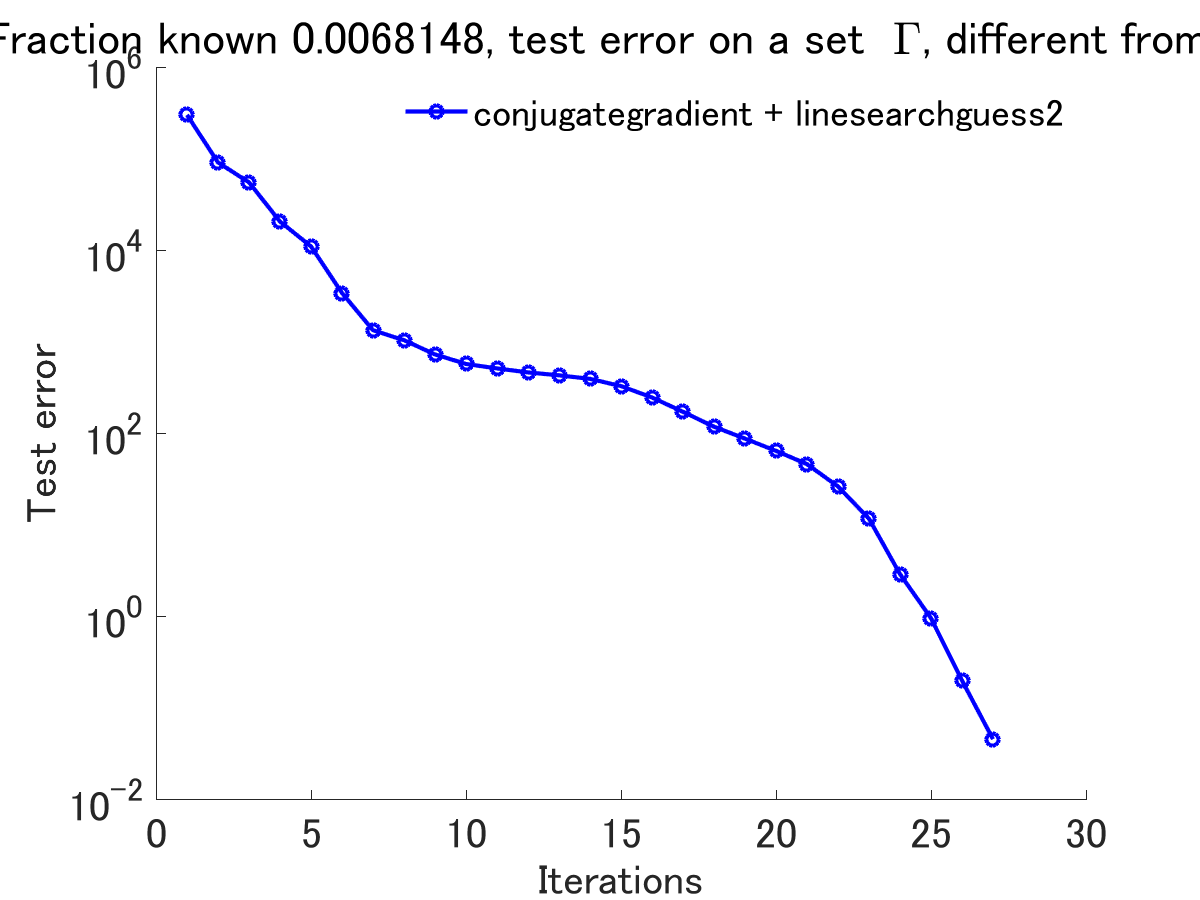 Fraction known 0.0068148, test error on a set Γ, different from
conjugategradient + linesearchguess2
10^6
10^4
10^2
10^0
10^-2
Test error
0 5 10 15 20 25 30
Iterations